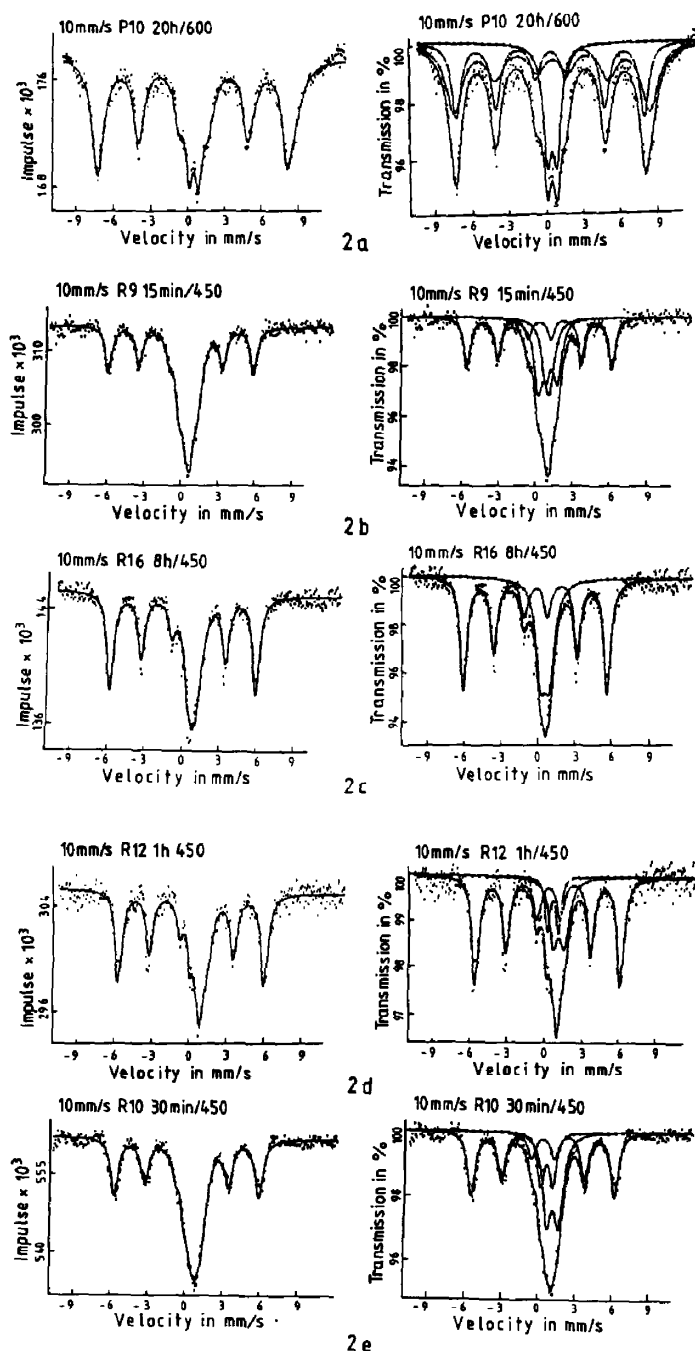 10mm/s P10 20h/600
Impulse × 10³
176
168
-9 -6 -3 0 3 6 9
Velocity in mm/s
10mm/s P10 20h/600
Transmission in %
100
98
96
-9 -6 -3 0 3 6 9
Velocity in mm/s
2a
10mm/s R9 15min/450
Impulse × 10³
310
300
-9 -6 -3 0 3 6 9
Velocity in mm/s
10mm/s R9 15min/450
Transmission in %
100
98
96
94
-9 -6 -3 0 3 6 9
Velocity in mm/s
2b
10mm/s R16 8h/450
Impulse × 10³
144
136
-9 -6 -3 0 3 6 9
Velocity in mm/s
10mm/s R16 8h/450
Transmission in %
100
98
96
94
-9 -6 -3 0 3 6 9
Velocity in mm/s
2c
10mm/s R12 1h 450
Impulse × 10³
304
296
-9 -6 -3 0 3 6 9
Velocity in mm/s
10mm/s R12 1h/450
Transmission in %
100
99
98
97
-9 -6 -3 0 3 6 9
Velocity in mm/s
2d
10mm/s R10 30min/450
Impulse × 10³
555
540
-9 -6 -3 0 3 6 9
Velocity in mm/s
10mm/s R10 30min/450
Transmission in %
100
98
96
-9 -6 -3 0 3 6 9
Velocity in mm/s
2e